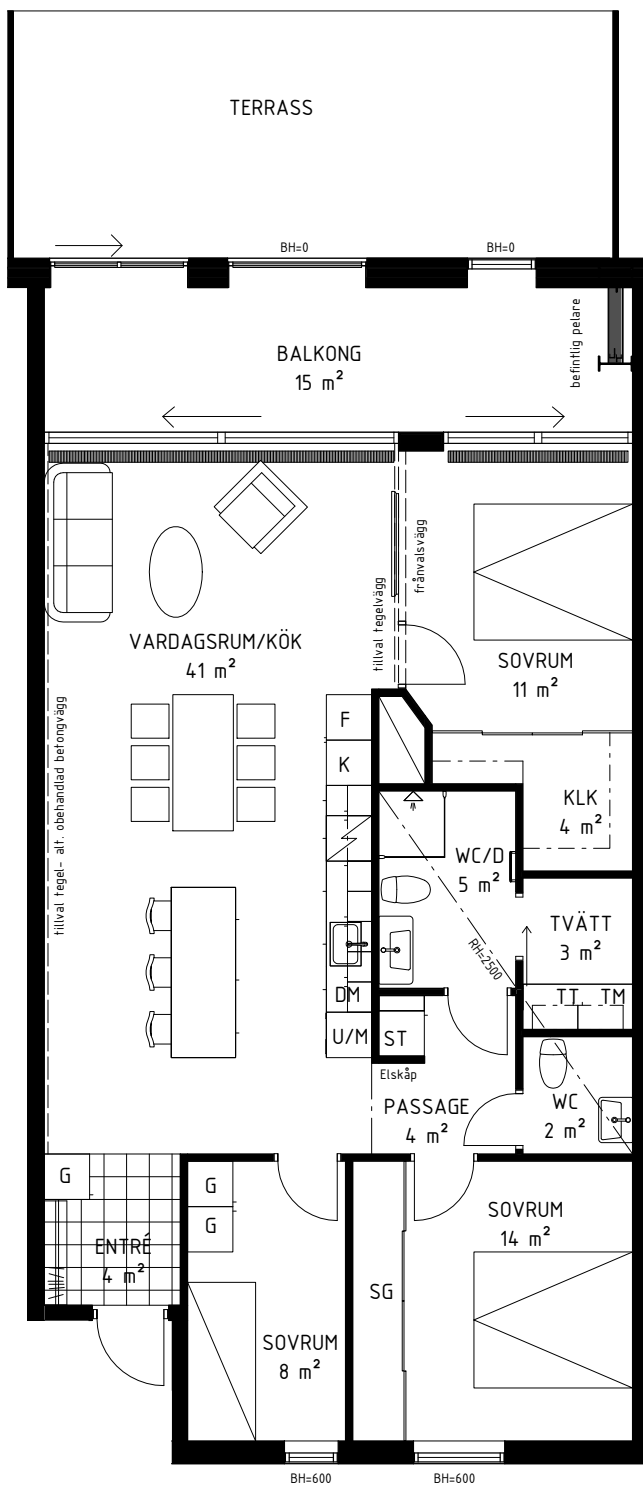 TERRASS
BH=0
BH=0
BALKONG
15 m²
befintlig pelare
tillval tegelvägg
frånvalsvägg
VARDAGSRUM/KÖK
41 m²
SOVRUM
11 m²
tillval tegel- alt. obehandlad betongvägg
F
K
KLK
4 m²
WC/D
5 m²
TVÄTT
3 m²
RH=2500
DM
TT
TM
U/M
ST
Elskåp
PASSAGE
4 m²
WC
2 m²
G
G
G
ENTRÉ
4 m²
SOVRUM
14 m²
SG
SOVRUM
8 m²
BH=600
BH=600